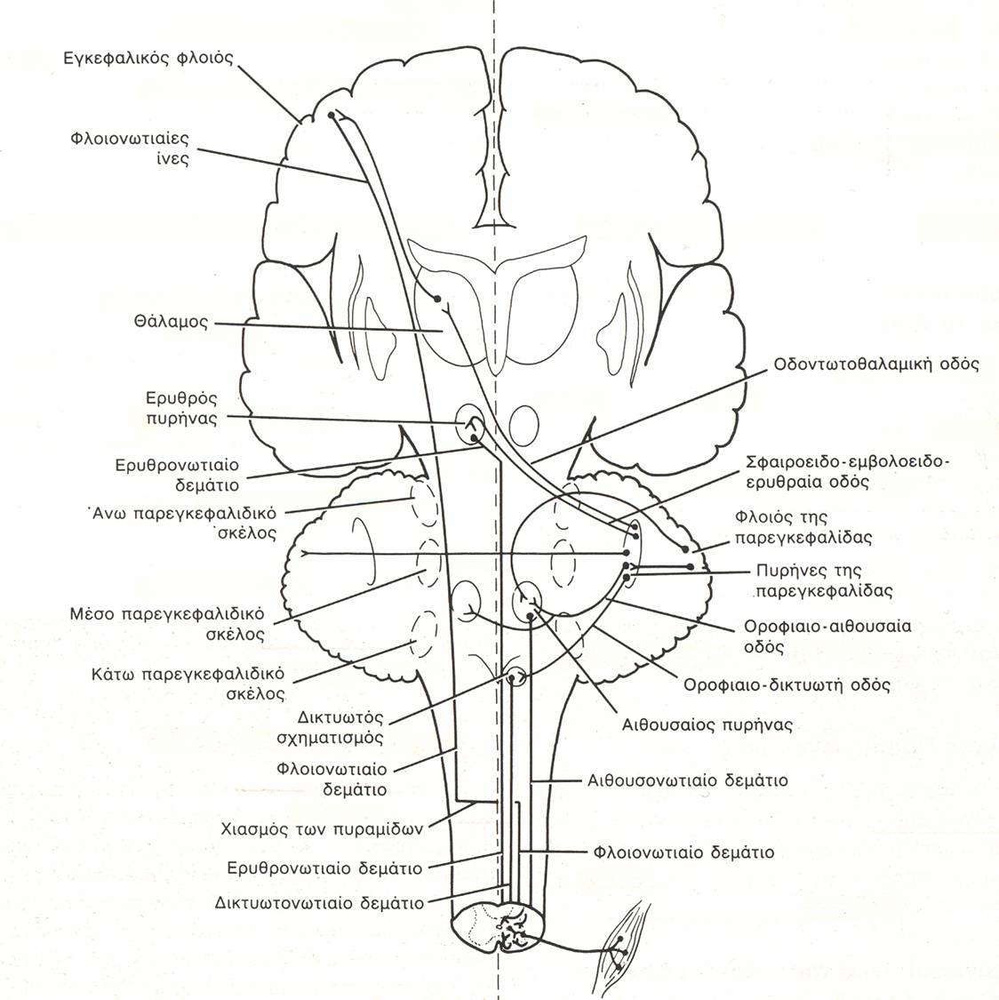 Εγκεφαλικός φλοιός
Φλοιονωτιαίες
ίνες
Θάλαμος
Οδοντωτοθαλαμική οδός
Ερυθρός
πυρήνας
Ερυθρονωτιαίο
δεμάτιο
Σφαιροειδο-εμβολοειδο-
ερυθραία οδός
Άνω παρεγκεφαλιδικό
σκέλος
Φλοιός της
παρεγκεφαλίδας
Πυρήνες της
παρεγκεφαλίδας
Μέσο παρεγκεφαλιδικό
σκέλος
Οροφιαιο-αιθουσαία
οδός
Κάτω παρεγκεφαλιδικό
σκέλος
Οροφιαιο-δικτυωτή οδός
Δικτυωτός
σχηματισμός
Αιθουσαίος πυρήνας
Φλοιονωτιαίο
δεμάτιο
Αιθουσονωτιαίο δεμάτιο
Χιασμός των πυραμίδων
Φλοιονωτιαίο δεμάτιο
Ερυθρονωτιαίο δεμάτιο
Δικτυωτονωτιαίο δεμάτιο